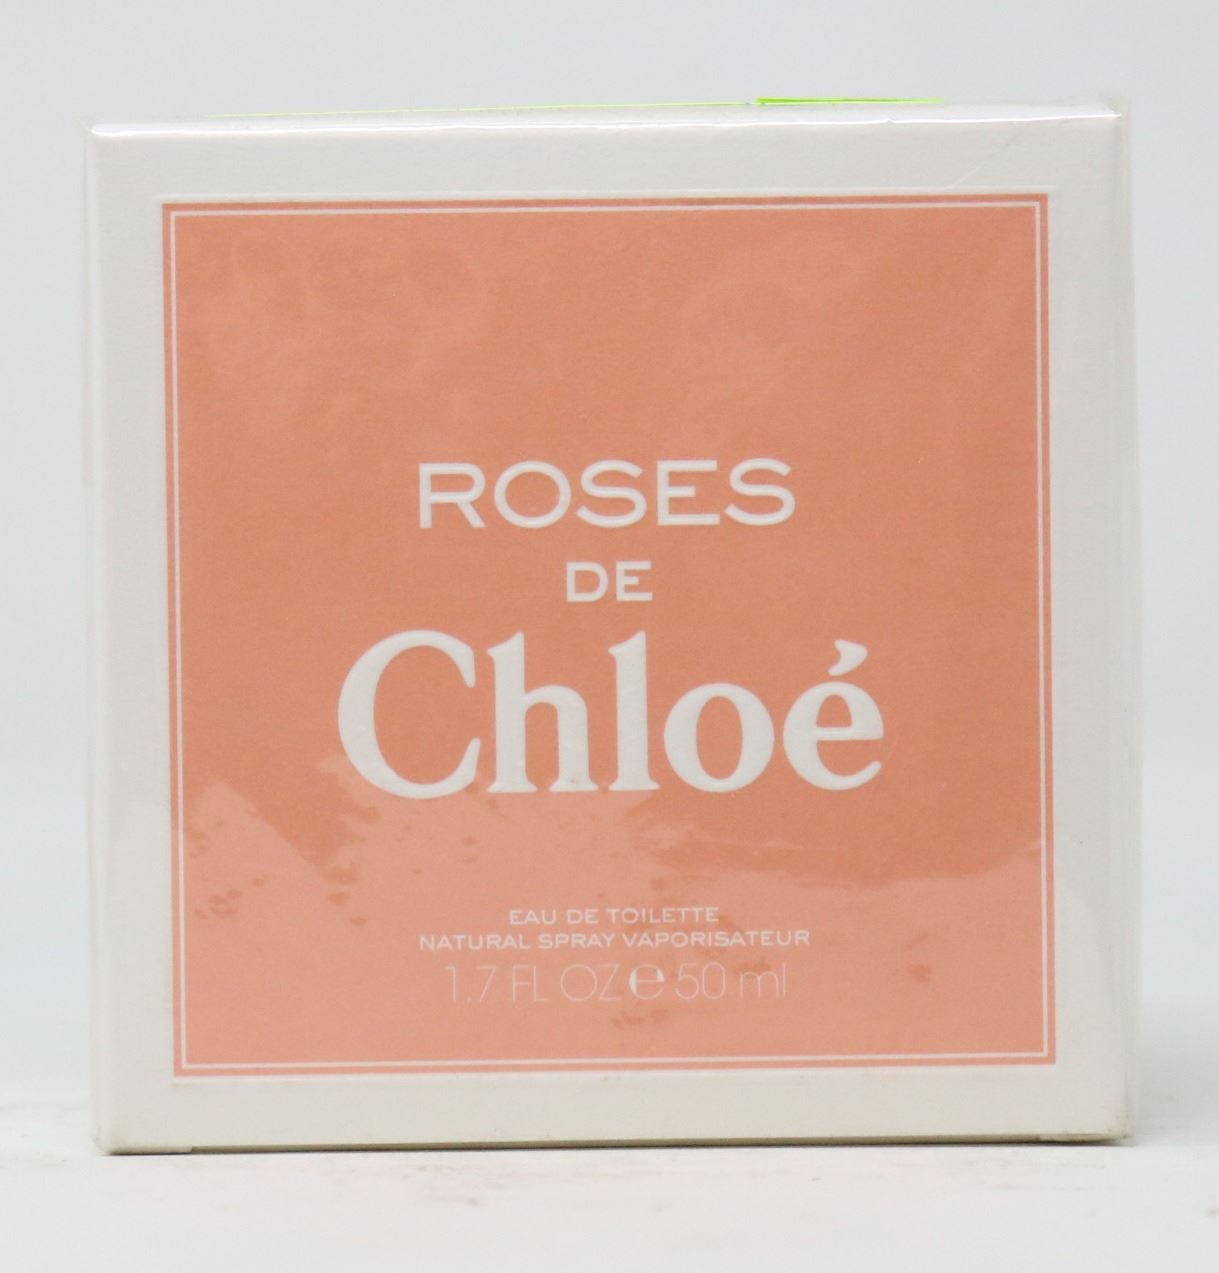 ROSES
DE
Chloé
EAU DE TOILETTE
NATURAL SPRAY VAPORISATEUR
1.7 FL OZ e 50 ml